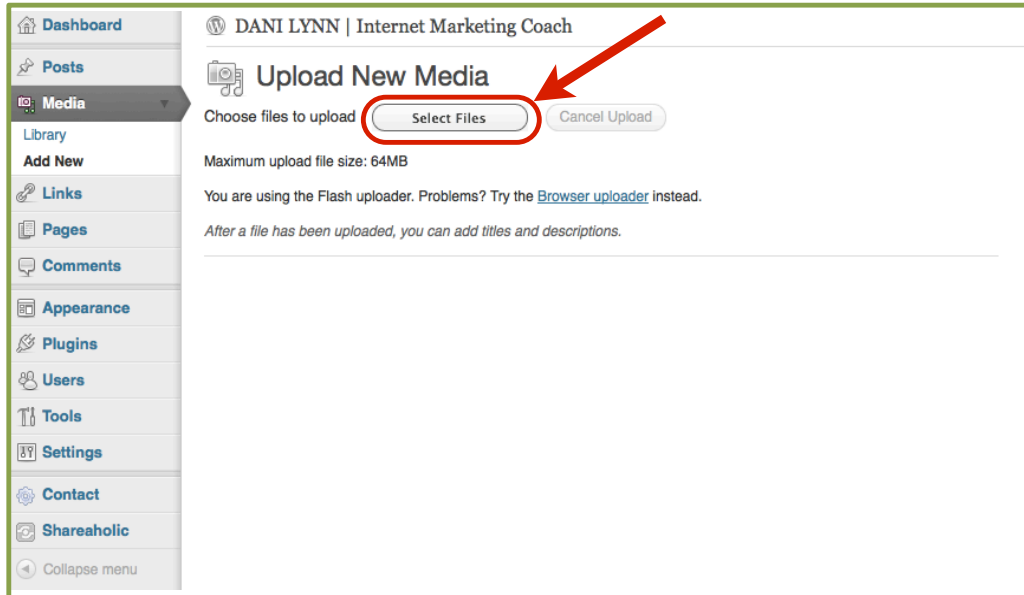 Dashboard
Posts
Media
Library
Add New
Links
Pages
Comments
Appearance
Plugins
Users
Tools
Settings
Contact
Shareaholic
Collapse menu
DANI LYNN | Internet Marketing Coach
Upload New Media
Choose files to upload Select Files Cancel Upload
Maximum upload file size: 64MB
You are using the Flash uploader. Problems? Try the Browser uploader instead.
After a file has been uploaded, you can add titles and descriptions.